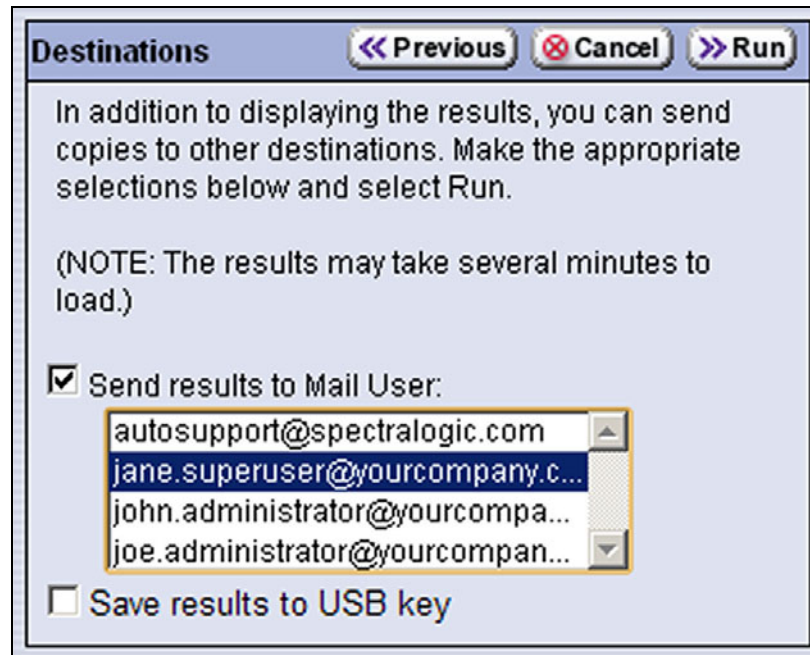 Destinations Previous Cancel Run
In addition to displaying the results, you can send
copies to other destinations. Make the appropriate
selections below and select Run.
(NOTE: The results may take several minutes to
load.)
Send results to Mail User:
autosupport@spectralogic.com
jane.superuser@yourcompany.c...
john.administrator@yourcompa...
joe.administrator@yourcompan...
Save results to USB key